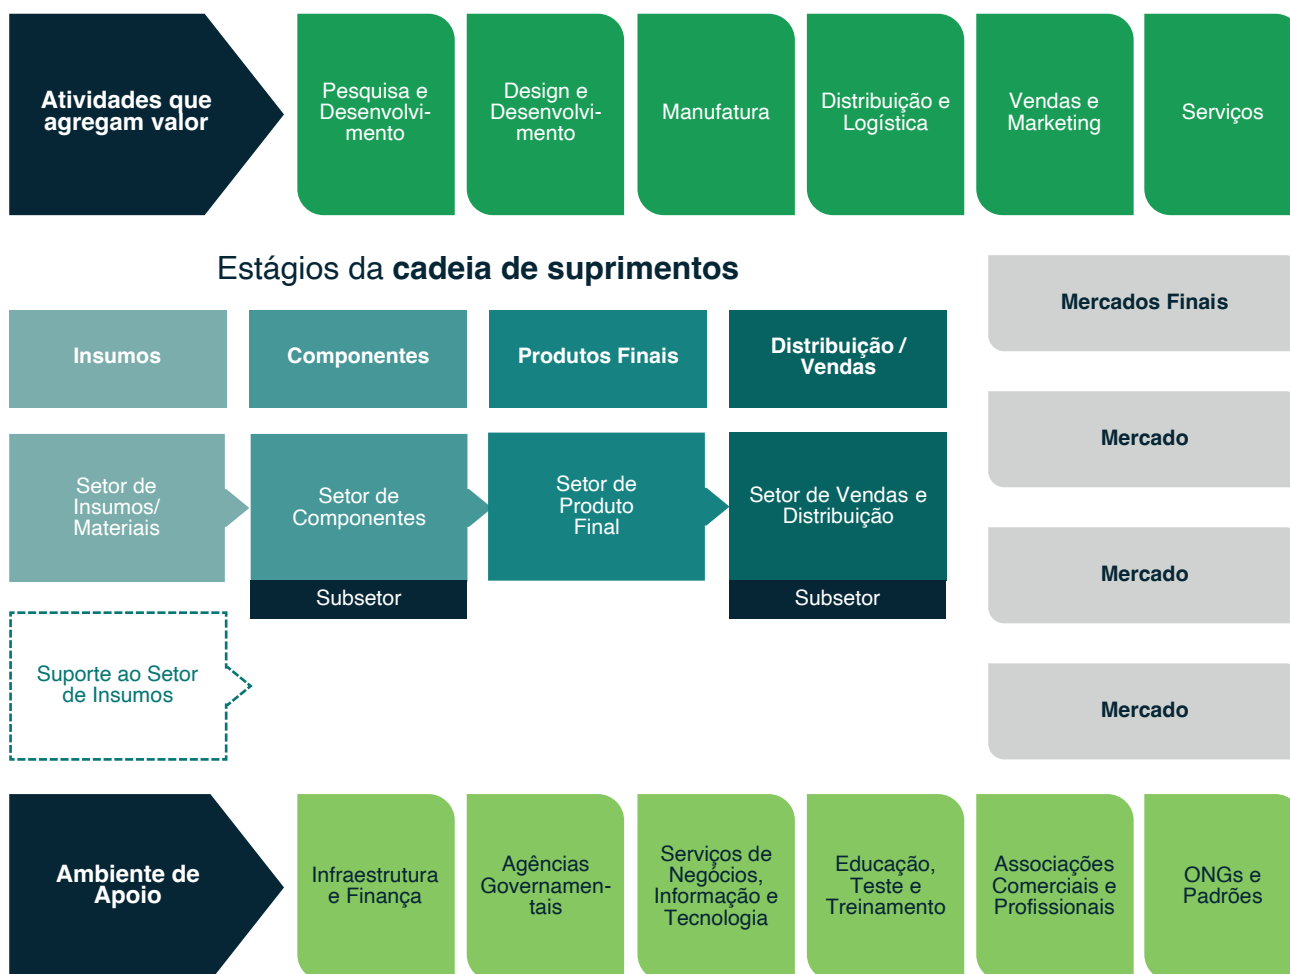 Atividades que
agregam valor
Pesquisa e
Desenvolvi-
mento
Design e
Desenvolvi-
mento
Manufatura
Distribuição e
Logística
Vendas e
Marketing
Serviços
Estágios da cadeia de suprimentos
Mercados Finais
Insumos
Componentes
Produtos Finais
Distribuição /
Vendas
Mercado
Setor de
Insumos/
Materiais
Setor de
Componentes
Setor de
Produto
Final
Setor de Vendas e
Distribuição
Mercado
Subsetor
Subsetor
Suporte ao Setor
de Insumos
Mercado
Ambiente de
Apoio
Infraestrutura
e Finança
Agências
Governamen-
tais
Serviços de
Negócios,
Informação e
Tecnologia
Educação,
Teste e
Treinamento
Associações
Comerciais e
Profissionais
ONGs e
Padrões